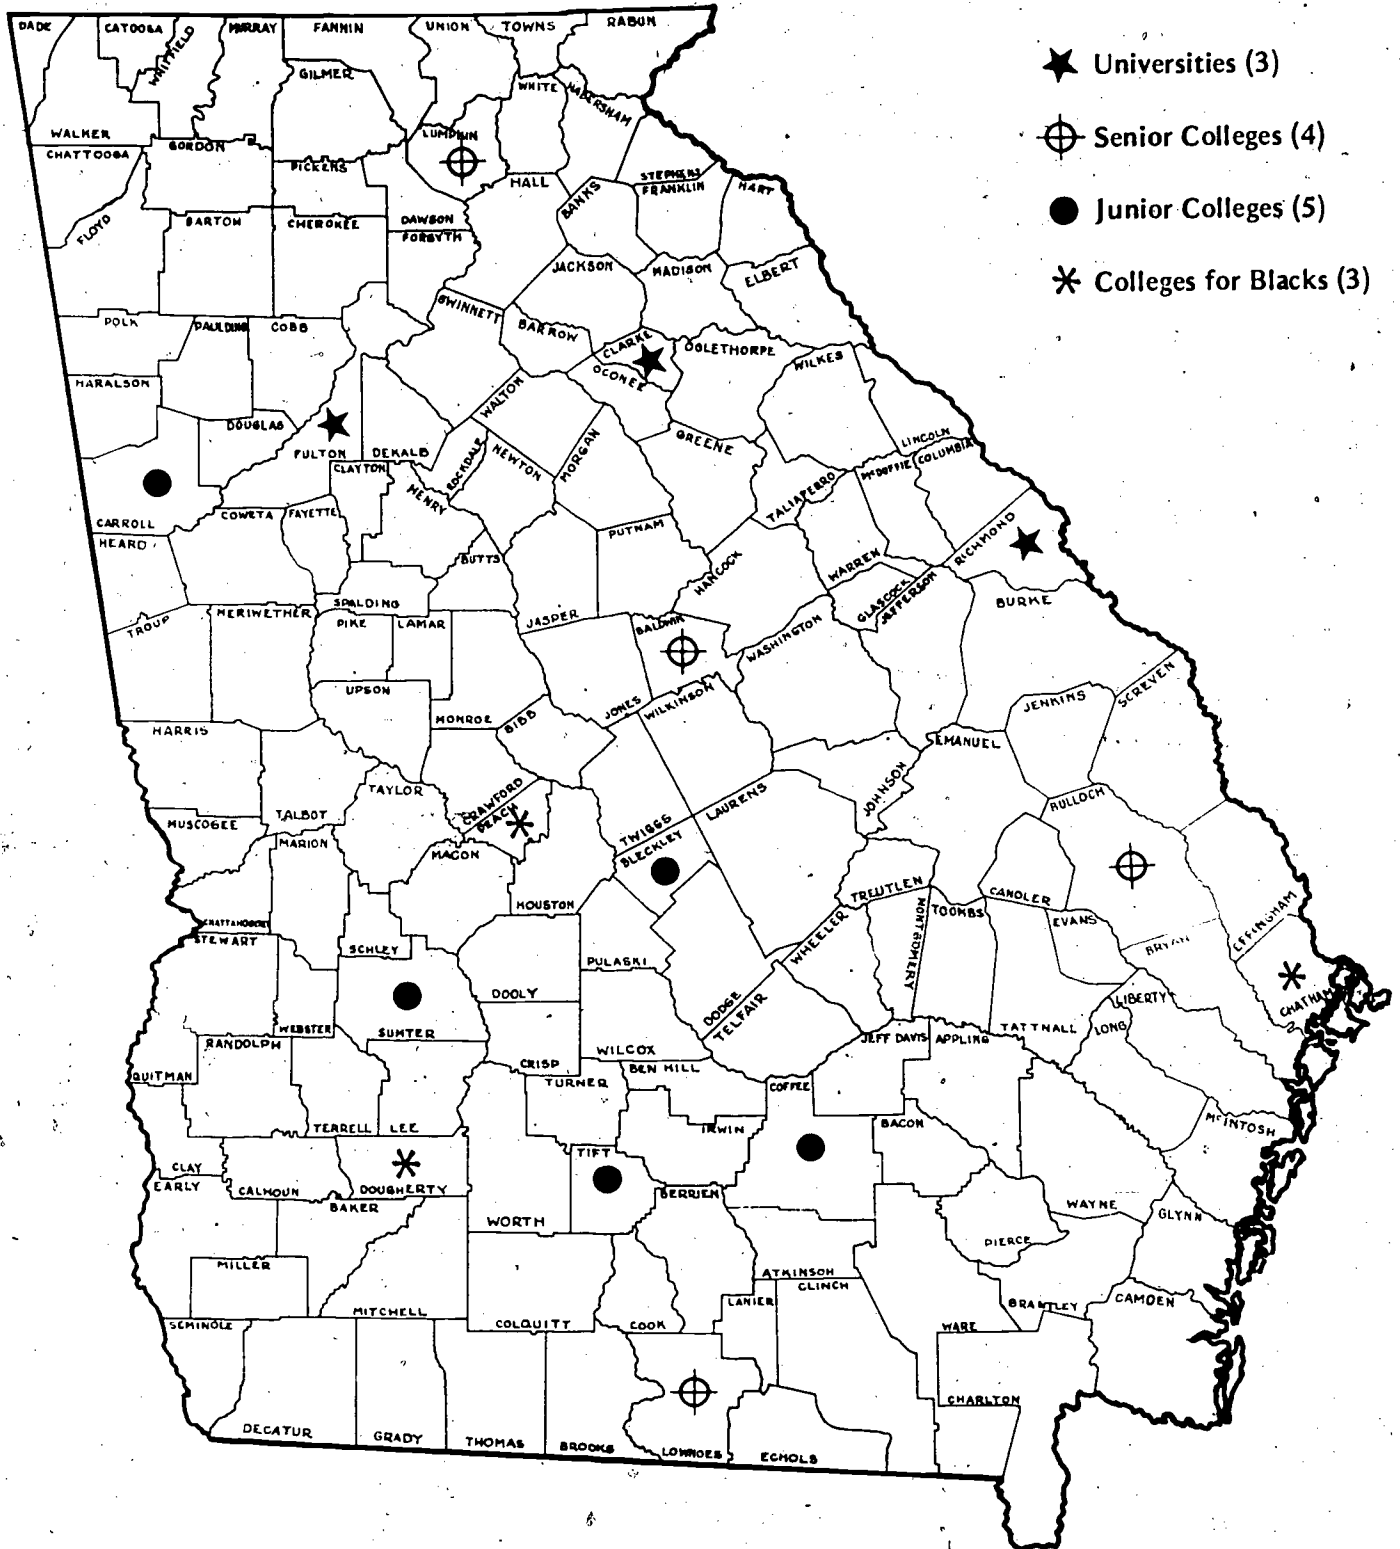 Universities (3)
Senior Colleges (4)
Junior Colleges (5)
Colleges for Blacks (3)
DADE
CATOOSA
WHITFIELD
MURRAY
FANNIN
UNION
TOWNS
RABUN
GILMER
WHITE
HABERSHAM
WALKER
CHATTOOGA
GORDON
LUMPKIN
PICKENS
HALL
BANKS
STEPHENS
FRANKLIN
HART
FLOYD
BARTOW
CHEROKEE
DAWSON
FORSYTH
JACKSON
MADISON
ELBERT
POLK
PAULDING
COBB
GWINNETT
BARROW
CLARKE
OCONEE
OGLETHORPE
WILKES
HARALSON
DOUGLAS
FULTON
DEKALB
CLAYTON
ROCKDALE
WALTON
NEWTON
MORGAN
GREENE
LINCOLN
COLUMBIA
McDUFFIE
TALIAFERRO
CARROLL
HEARD
COWETA
FAYETTE
HENRY
BUTTS
PUTNAM
HANCOCK
WARREN
RICHMOND
GLASCOCK
JEFFERSON
BURKE
TROUP
MERIWETHER
SPALDING
PIKE
LAMAR
JASPER
BALDWIN
WASHINGTON
UPSON
MONROE
BIBB
JONES
WILKINSON
JENKINS
SCREVEN
HARRIS
TALBOT
TAYLOR
CRAWFORD
PEACH
TWIGGS
BLECKLEY
LAURENS
JOHNSON
EMANUEL
BULLOCH
MUSCOGEE
MARION
MACON
HOUSTON
TREUTLEN
CANDLER
EVANS
BRYAN
EFFINGHAM
CHATTAHOOCHEE
STEWART
SCHLEY
PULASKI
DODGE
TELFAIR
WHEELER
MONTGOMERY
TOOMBS
CHATHAM
WEBSTER
SUMTER
DOOLY
CRISP
WILCOX
BEN HILL
TURNER
JEFF DAVIS
APPLING
TATTNALL
LONG
LIBERTY
QUITMAN
RANDOLPH
TERRELL
LEE
IRWIN
COFFEE
BACON
McINTOSH
CLAY
EARLY
CALHOUN
DOUGHERTY
BAKER
WORTH
TIFT
BERRIEN
WAYNE
GLYNN
PIERCE
MILLER
MITCHELL
ATKINSON
CLINCH
LANIER
BRANTLEY
CAMDEN
SEMINOLE
COLQUITT
COOK
WARE
CHARLTON
DECATUR
GRADY
THOMAS
BROOKS
LOWNDES
ECHOLS